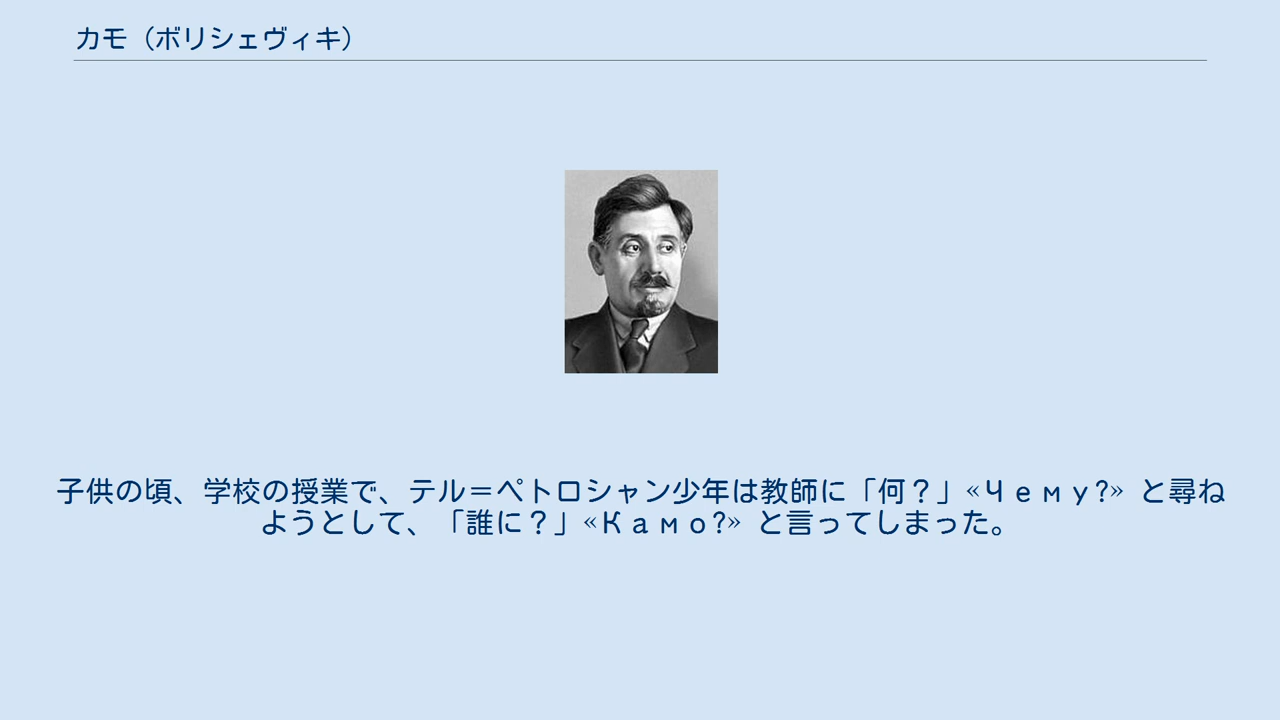 カモ（ボリシェヴィキ）
子供の頃、学校の授業で、テル＝ペトロシャン少年は教師に「何？」«Чему?» と尋ね
ようとして、「誰に？」«Камо?» と言ってしまった。